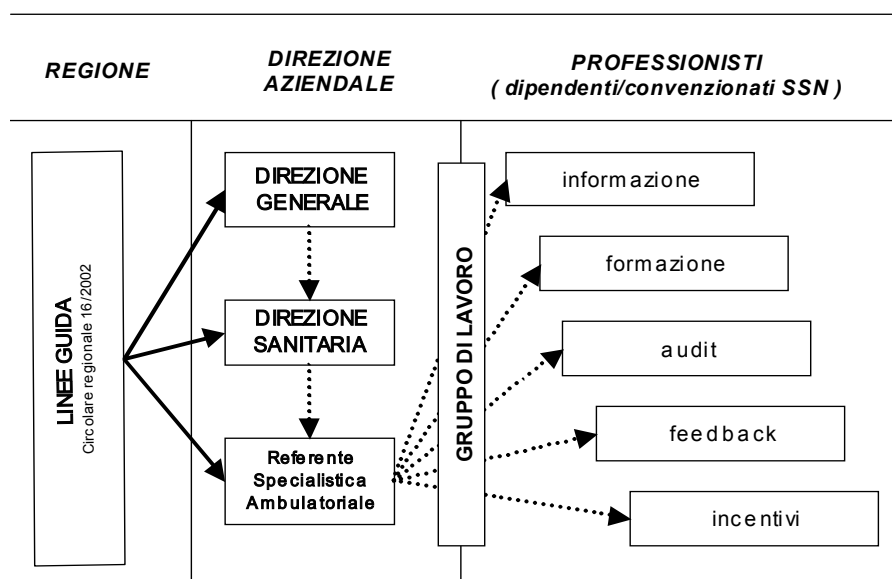 REGIONE
DIREZIONE
AZIENDALE
PROFESSIONISTI
( dipendenti/convenzionati SSN )
LINEE GUIDA
Circolare regionale 16/2002
DIREZIONE
GENERALE
DIREZIONE
SANITARIA
Referente
Specialistica
Ambulatoriale
GRUPPO DI LAVORO
informazione
formazione
audit
feedback
incentivi